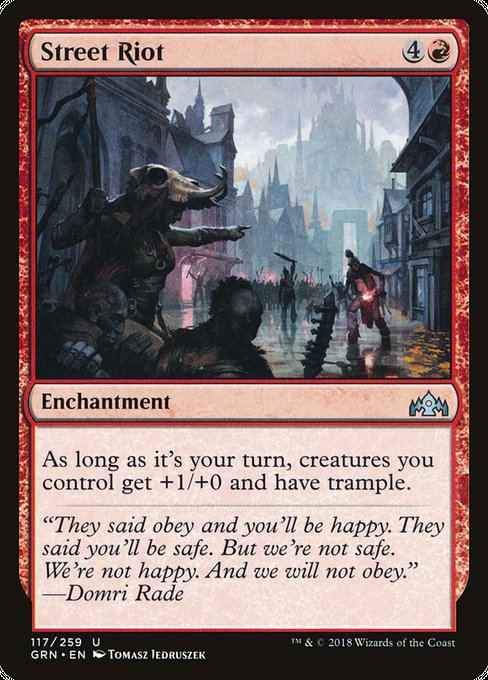 Street Riot 4
Enchantment
As long as it's your turn, creatures you
control get +1/+0 and have trample.
“They said obey and you'll be happy. They
said you'll be safe. But we're not safe.
We're not happy. And we will not obey.”
—Domri Rade
117/259 U
GRN • EN Tomasz Jedruszek
™ & © 2018 Wizards of the Coast